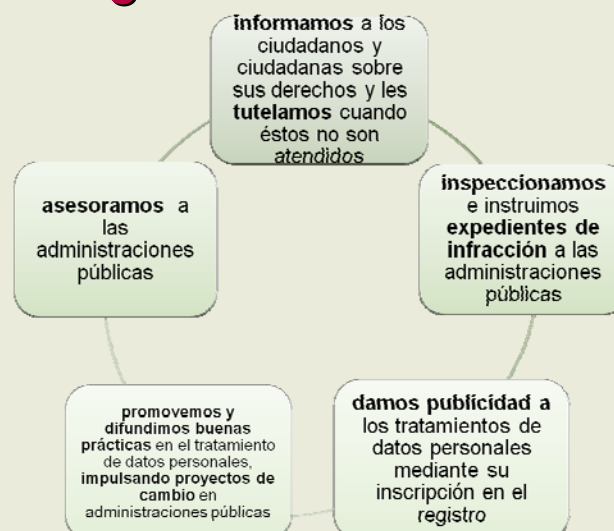 informamos a los
ciudadanos y
ciudadanas sobre
sus derechos y les
tutelamos cuando
éstos no son
atendidos
inspeccionamos
e instruimos
expedientes de
infracción a las
administraciones
públicas
damos publicidad a
los tratamientos de
datos personales
mediante su
inscripción en el
registro
promovemos y
difundimos buenas
prácticas en el tratamiento
de datos personales,
impulsando proyectos de
cambio en
administraciones públicas
asesoramos a
las
administraciones
públicas